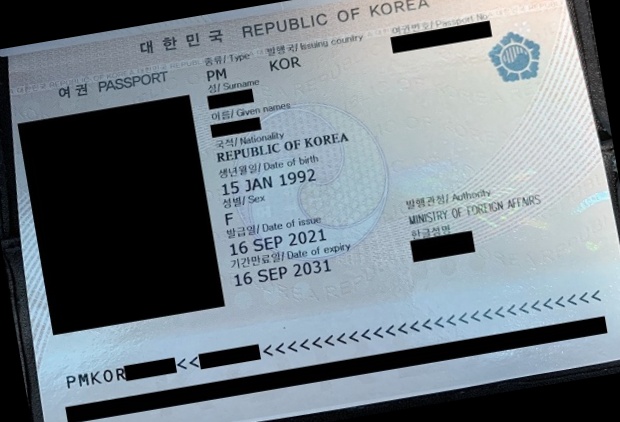 대한민국 REPUBLIC OF KOREA
여권 PASSPORT
종류/ Type 발행국/ Issuing country 여권번호/ Passport No.
PM KOR
성/ Surname
이름/ Given names
국적/ Nationality
REPUBLIC OF KOREA
생년월일/ Date of birth
15 JAN 1992
성별/ Sex
F
발급일/ Date of issue
16 SEP 2021
기간만료일/ Date of expiry
16 SEP 2031
발행관청/ Authority
MINISTRY OF FOREIGN AFFAIRS
한글성명
PMKOR <<  <<<<<<<<<<<<<<<<<<<<<<<<<<<<